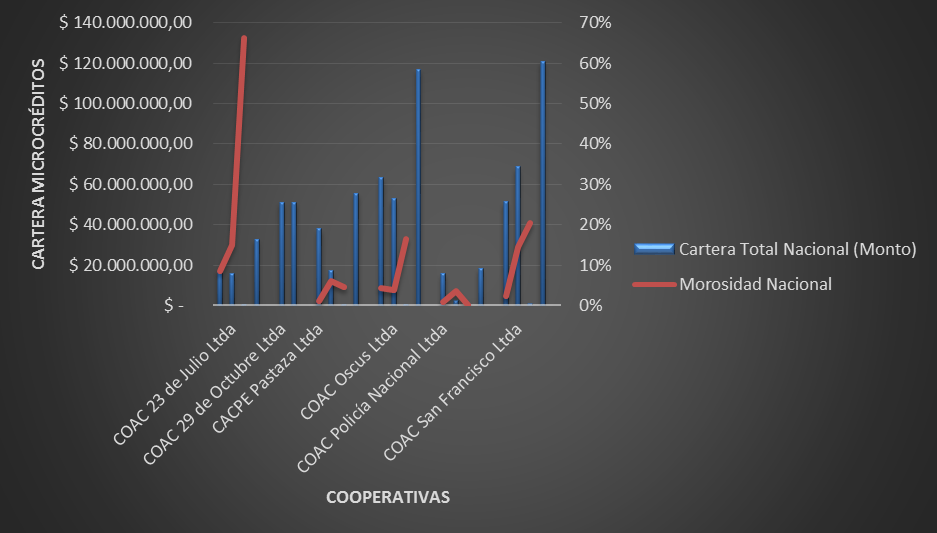 $ 140.000.000,00
$ 120.000.000,00
$ 100.000.000,00
$ 80.000.000,00
$ 60.000.000,00
$ 40.000.000,00
$ 20.000.000,00
$ -
CARTERA MICROCRÉDITOS
70%
60%
50%
40%
30%
20%
10%
0%
Cartera Total Nacional (Monto)
Morosidad Nacional
COAC 23 de Julio Ltda
COAC 29 de Octubre Ltda
CACPE Pastaza Ltda
COAC Oscus Ltda
COAC Policía Nacional Ltda
COAC San Francisco Ltda
COOPERATIVAS